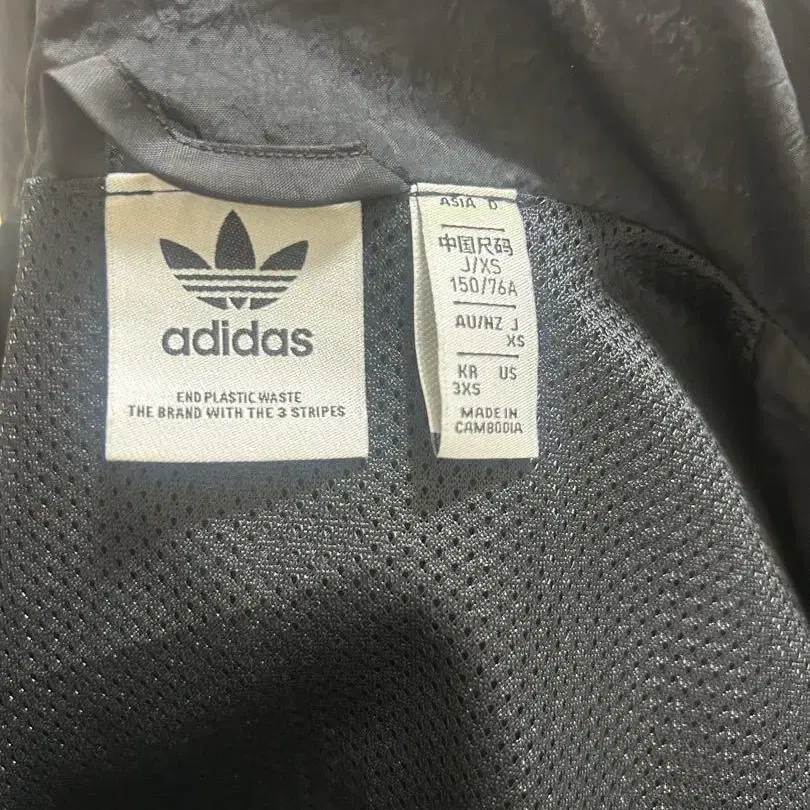 adidas
END PLASTIC WASTE
THE BRAND WITH THE 3 STRIPES
ASIA D
中国尺码
J/XS
150/76A
AU/NZ J
XS
KR US
3XS
MADE IN
CAMBODIA